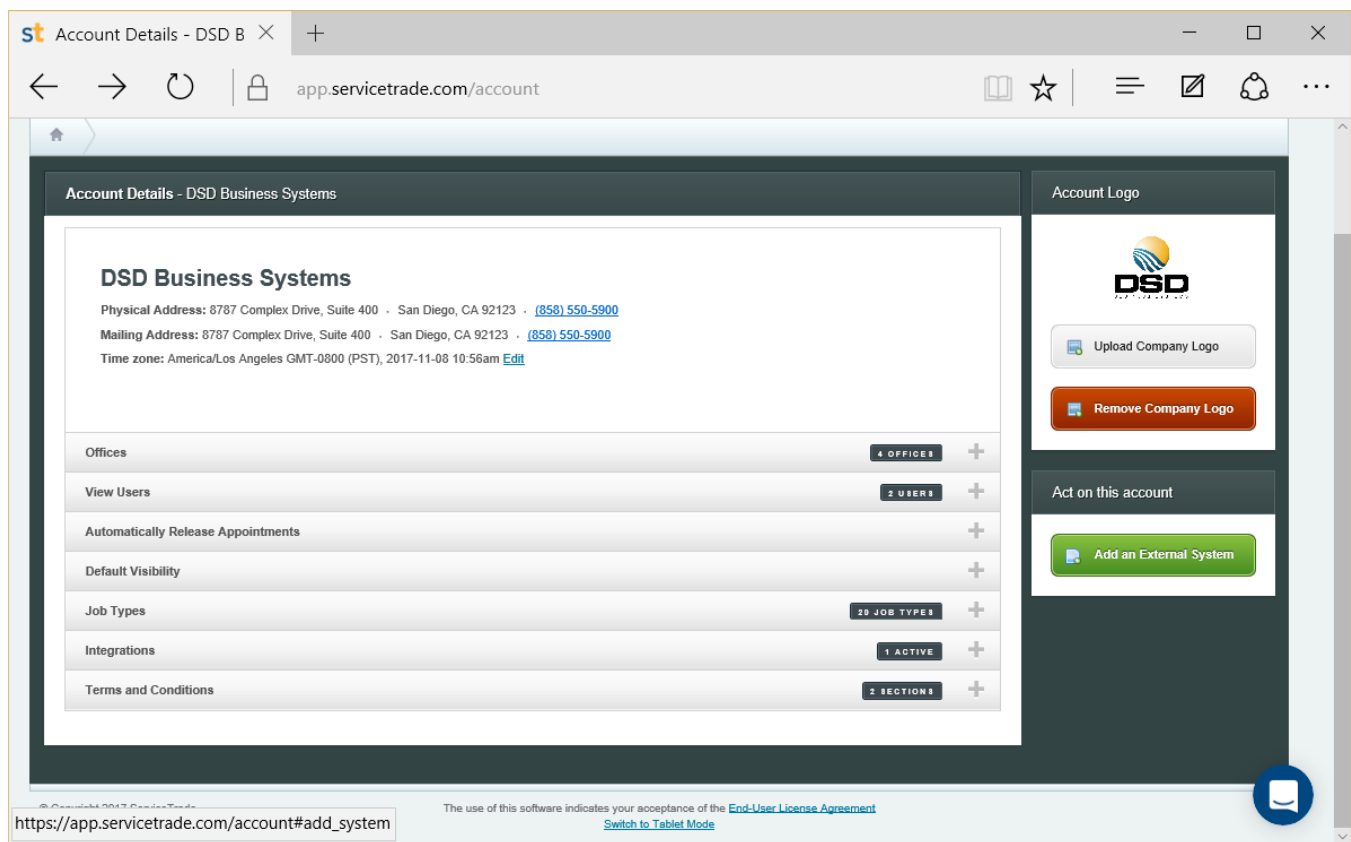 st Account Details - DSD B
app.servicetrade.com/account
Account Details - DSD Business Systems
DSD Business Systems
Physical Address: 8787 Complex Drive, Suite 400 · San Diego, CA 92123 · (858) 550-5900
Mailing Address: 8787 Complex Drive, Suite 400 · San Diego, CA 92123 · (858) 550-5900
Time zone: America/Los Angeles GMT-0800 (PST), 2017-11-08 10:56am Edit
Offices 4 OFFICES
View Users 2 USERS
Automatically Release Appointments
Default Visibility
Job Types 20 JOB TYPES
Integrations 1 ACTIVE
Terms and Conditions 2 SECTIONS
Account Logo
DSD
Upload Company Logo
Remove Company Logo
Act on this account
Add an External System
© Copyright 2017 ServiceTrade
The use of this software indicates your acceptance of the End-User License Agreement
Switch to Tablet Mode
https://app.servicetrade.com/account#add_system